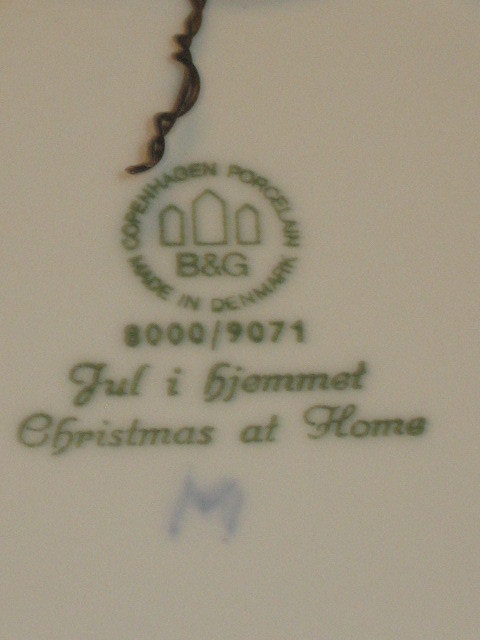 COPENHAGEN PORCELAIN
B&G
MADE IN DENMARK
8000/9071
Jul i hjemmet
Christmas at Home
M